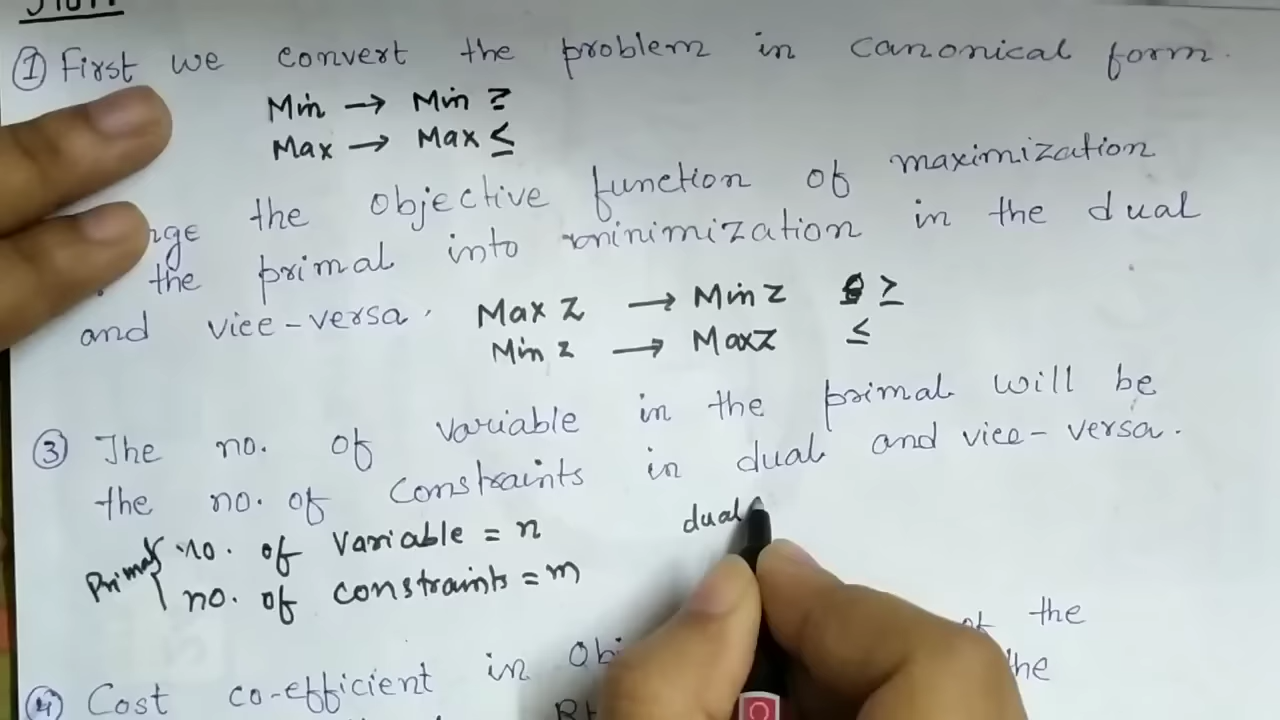 ① First we convert the problem in canonical form.
Min → Min ≥
Max → Max ≤
the objective function of maximization
the primal into minimization in the dual
and vice-versa.
Max Z → Min Z ≥
Min z → Max Z ≤
③ The no. of variable in the primal will be
the no. of constraints in dual and vice-versa.
Primal { no. of variable = n
no. of constraints = m
dual
the
④ Cost co-efficient in
the